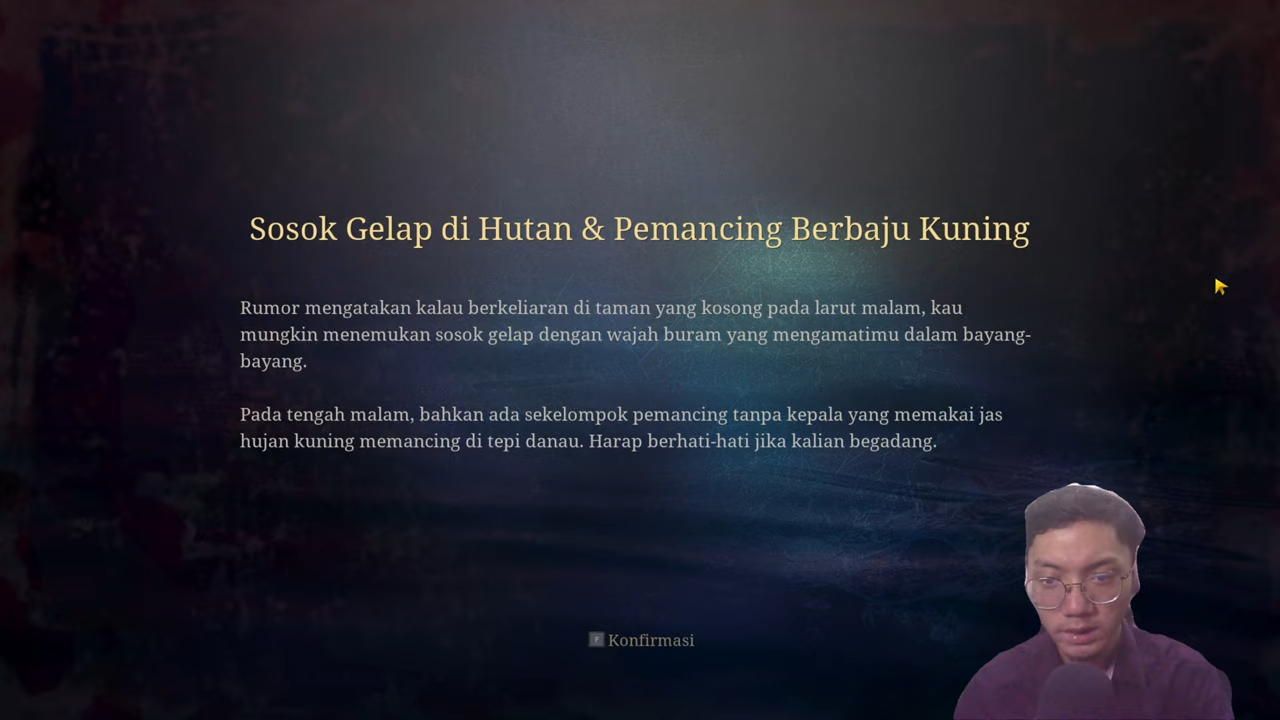 Sosok Gelap di Hutan & Pemancing Berbaju Kuning
Rumor mengatakan kalau berkeliaran di taman yang kosong pada larut malam, kau
mungkin menemukan sosok gelap dengan wajah buram yang mengamatimu dalam bayang-
bayang.
Pada tengah malam, bahkan ada sekelompok pemancing tanpa kepala yang memakai jas
hujan kuning memancing di tepi danau. Harap berhati-hati jika kalian begadang.
F Konfirmasi